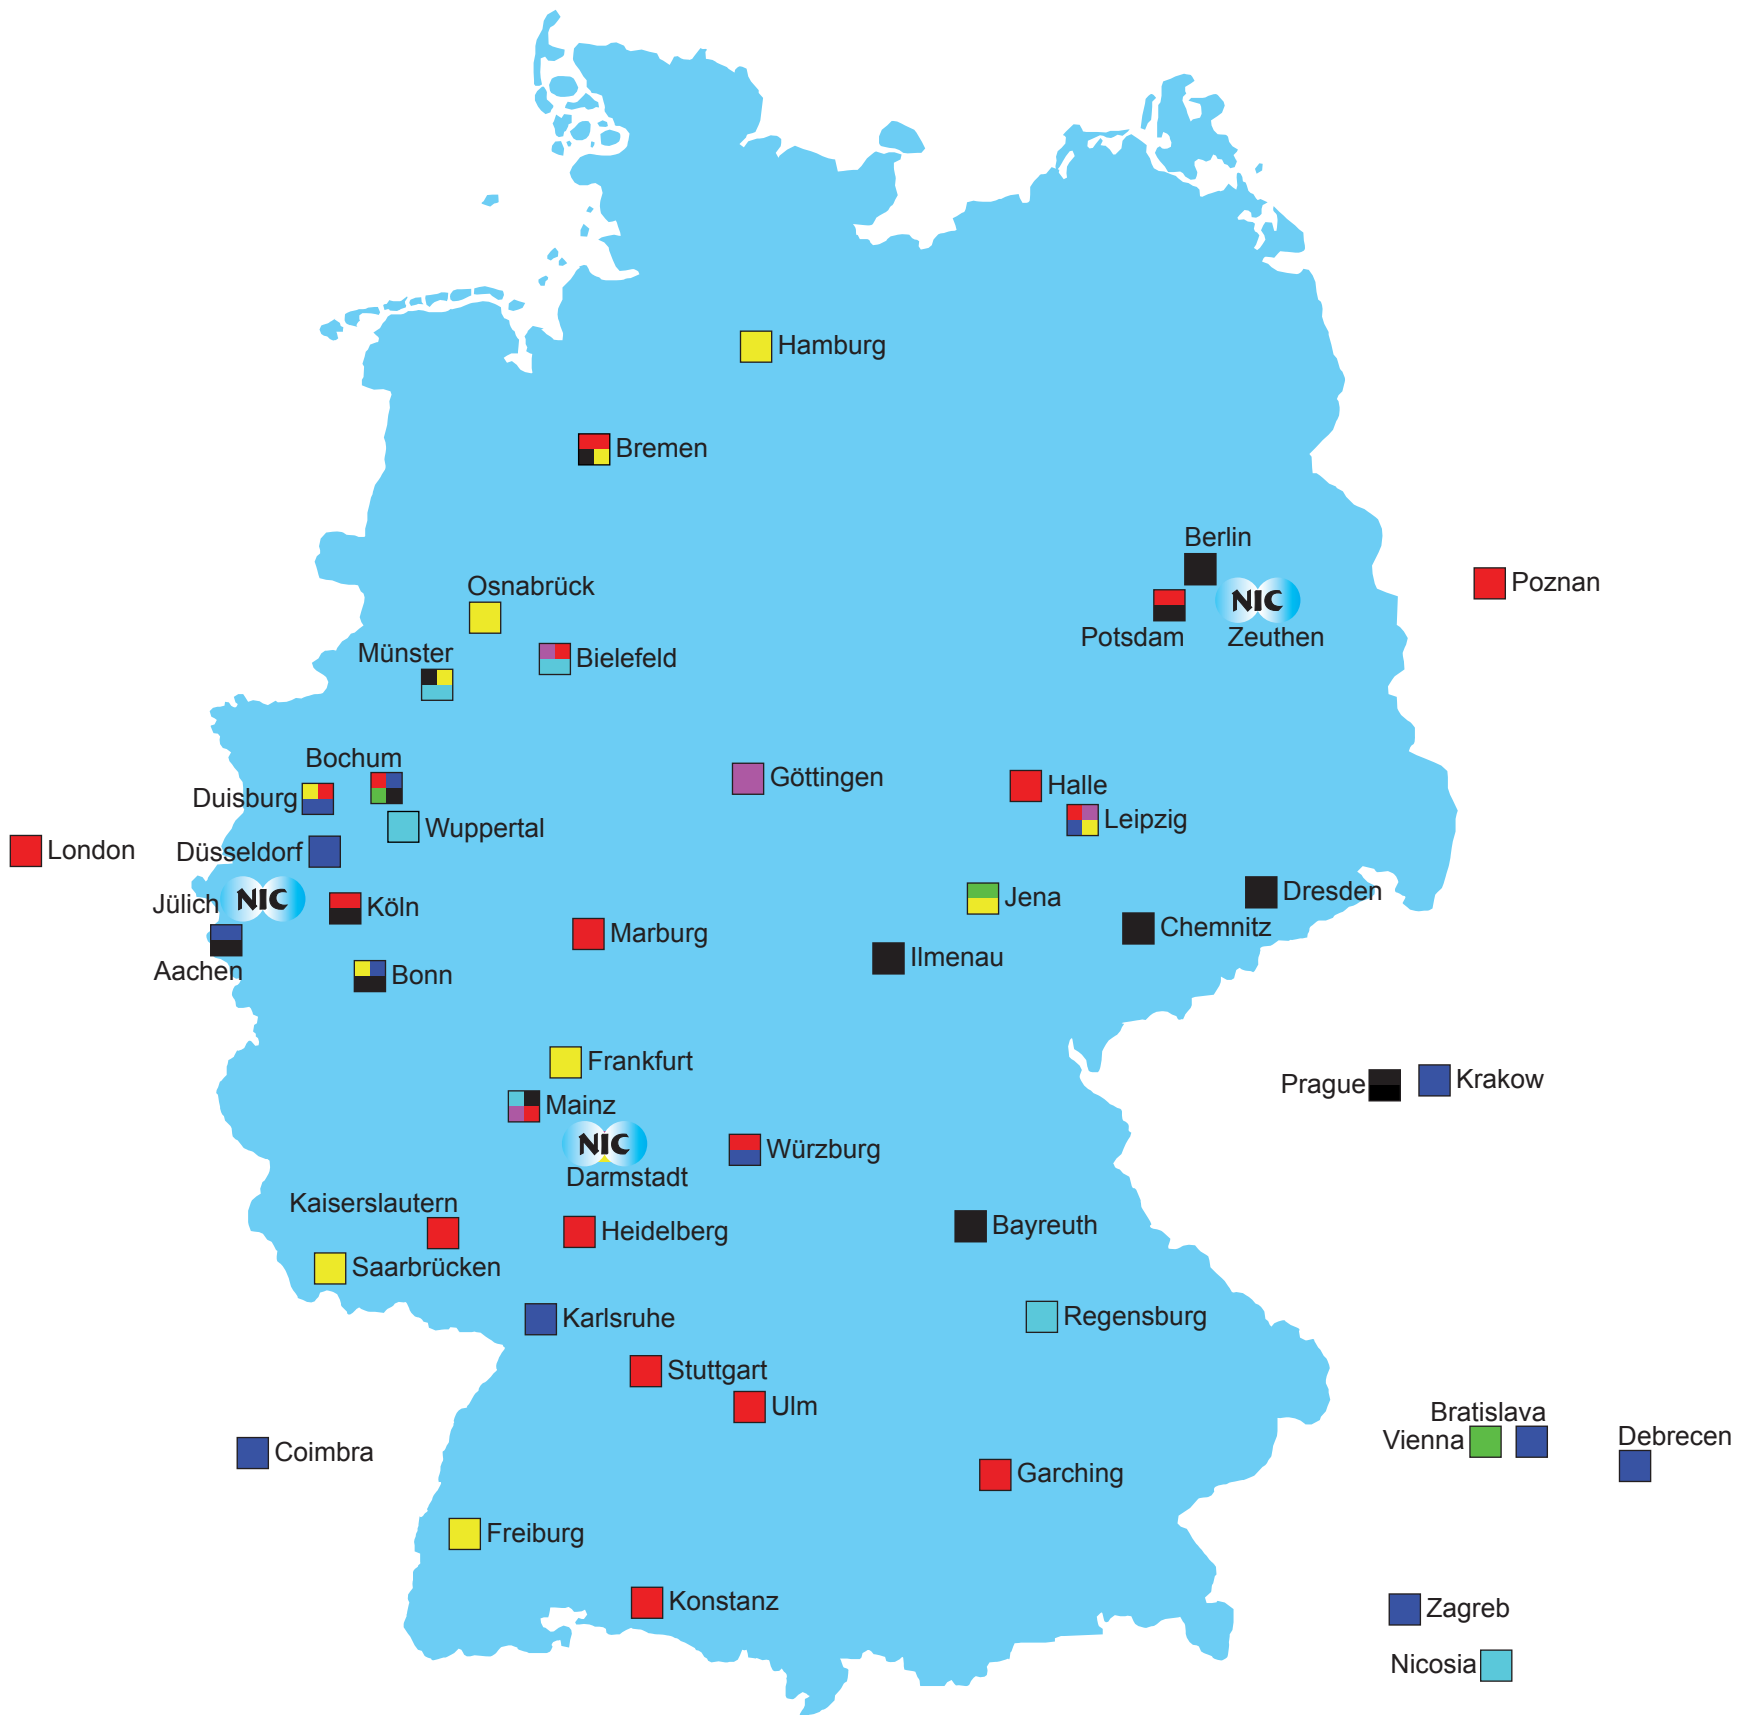 Hamburg
Bremen
Berlin
Osnabrück
Poznan
NIC
Potsdam
Zeuthen
Münster
Bielefeld
Bochum
Göttingen
Halle
Duisburg
Leipzig
Wuppertal
London
Düsseldorf
Jülich
NIC
Köln
Jena
Dresden
Marburg
Chemnitz
Ilmenau
Aachen
Bonn
Frankfurt
Prague
Krakow
Mainz
NIC
Würzburg
Darmstadt
Kaiserslautern
Heidelberg
Bayreuth
Saarbrücken
Karlsruhe
Regensburg
Stuttgart
Ulm
Bratislava
Vienna
Debrecen
Coimbra
Garching
Freiburg
Konstanz
Zagreb
Nicosia